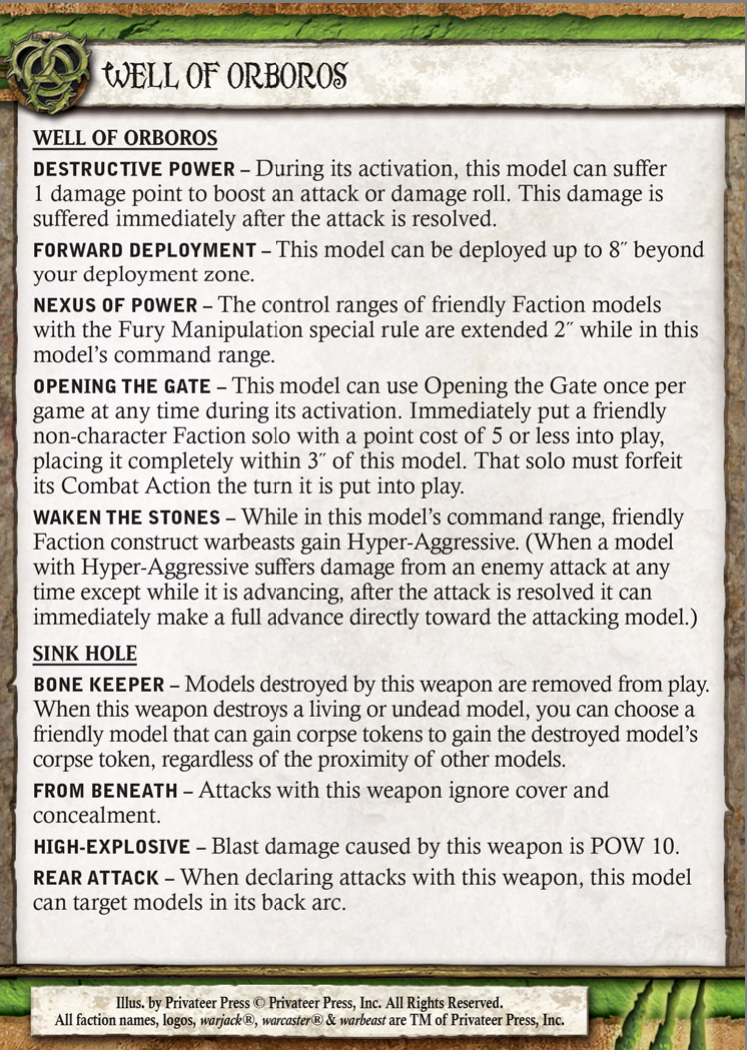 WELL OF ORBOROS
WELL OF ORBOROS
DESTRUCTIVE POWER – During its activation, this model can suffer
1 damage point to boost an attack or damage roll. This damage is
suffered immediately after the attack is resolved.
FORWARD DEPLOYMENT – This model can be deployed up to 8″ beyond
your deployment zone.
NEXUS OF POWER – The control ranges of friendly Faction models
with the Fury Manipulation special rule are extended 2″ while in this
model’s command range.
OPENING THE GATE – This model can use Opening the Gate once per
game at any time during its activation. Immediately put a friendly
non-character Faction solo with a point cost of 5 or less into play,
placing it completely within 3″ of this model. That solo must forfeit
its Combat Action the turn it is put into play.
WAKEN THE STONES – While in this model’s command range, friendly
Faction construct warbeasts gain Hyper-Aggressive. (When a model
with Hyper-Aggressive suffers damage from an enemy attack at any
time except while it is advancing, after the attack is resolved it can
immediately make a full advance directly toward the attacking model.)
SINK HOLE
BONE KEEPER – Models destroyed by this weapon are removed from play.
When this weapon destroys a living or undead model, you can choose a
friendly model that can gain corpse tokens to gain the destroyed model’s
corpse token, regardless of the proximity of other models.
FROM BENEATH – Attacks with this weapon ignore cover and
concealment.
HIGH-EXPLOSIVE – Blast damage caused by this weapon is POW 10.
REAR ATTACK – When declaring attacks with this weapon, this model
can target models in its back arc.
Illus. by Privateer Press © Privateer Press, Inc. All Rights Reserved.
All faction names, logos, warjack®, warcaster® & warbeast are TM of Privateer Press, Inc.